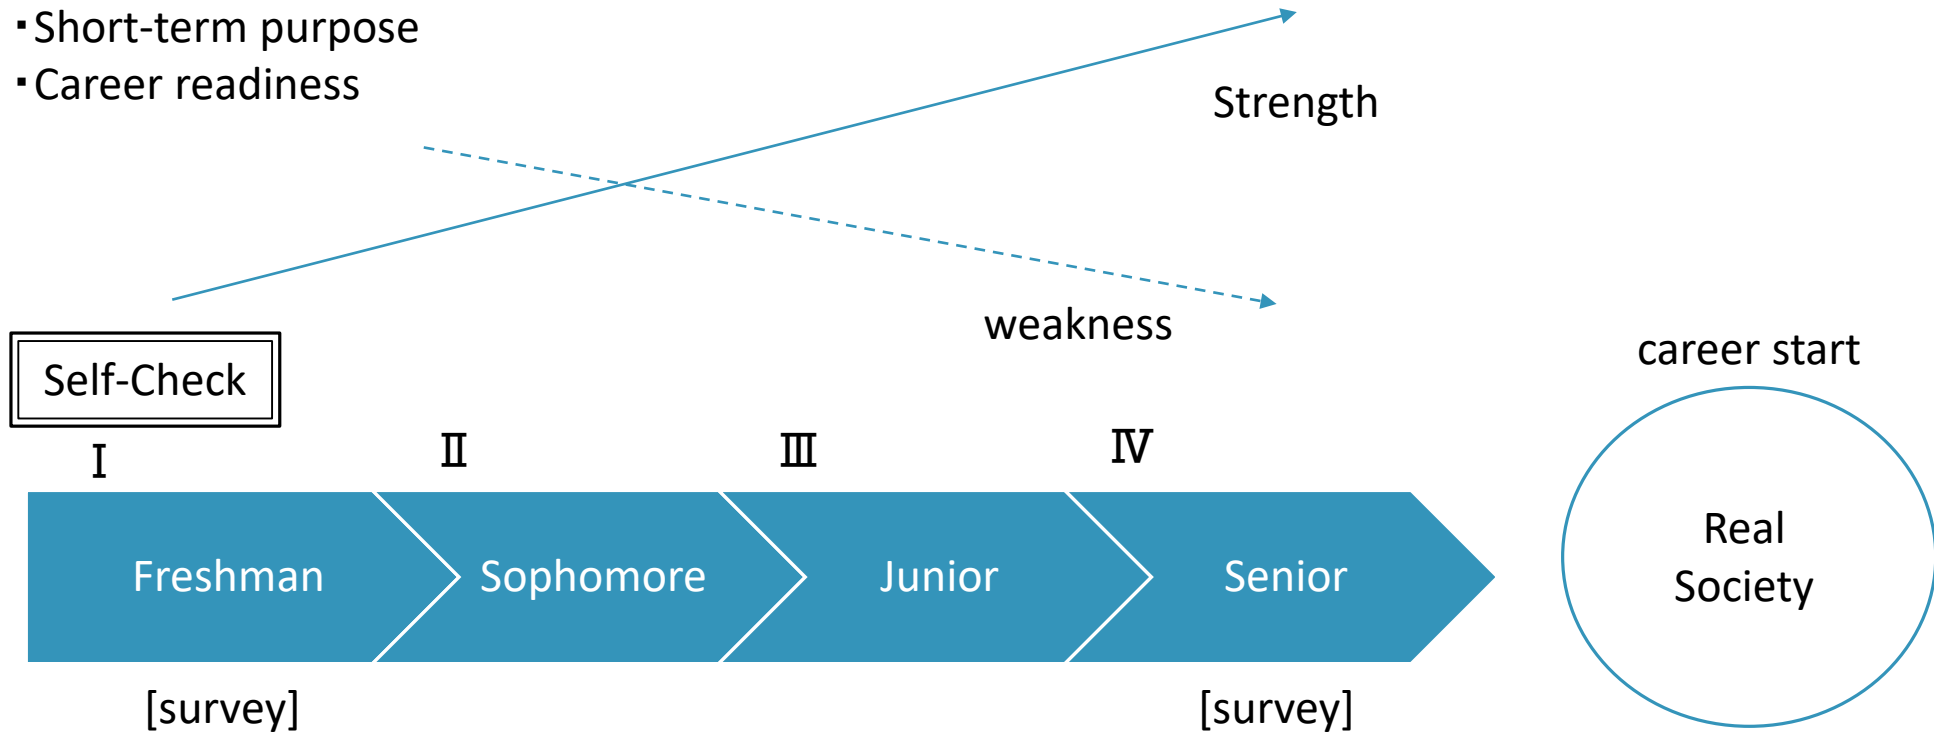 ▪Short-term purpose
▪Career readiness
Strength
weakness
career start
Self-Check
Ⅰ
Ⅱ
Ⅲ
Ⅳ
Freshman
Sophomore
Junior
Senior
Real
Society
[survey]
[survey]